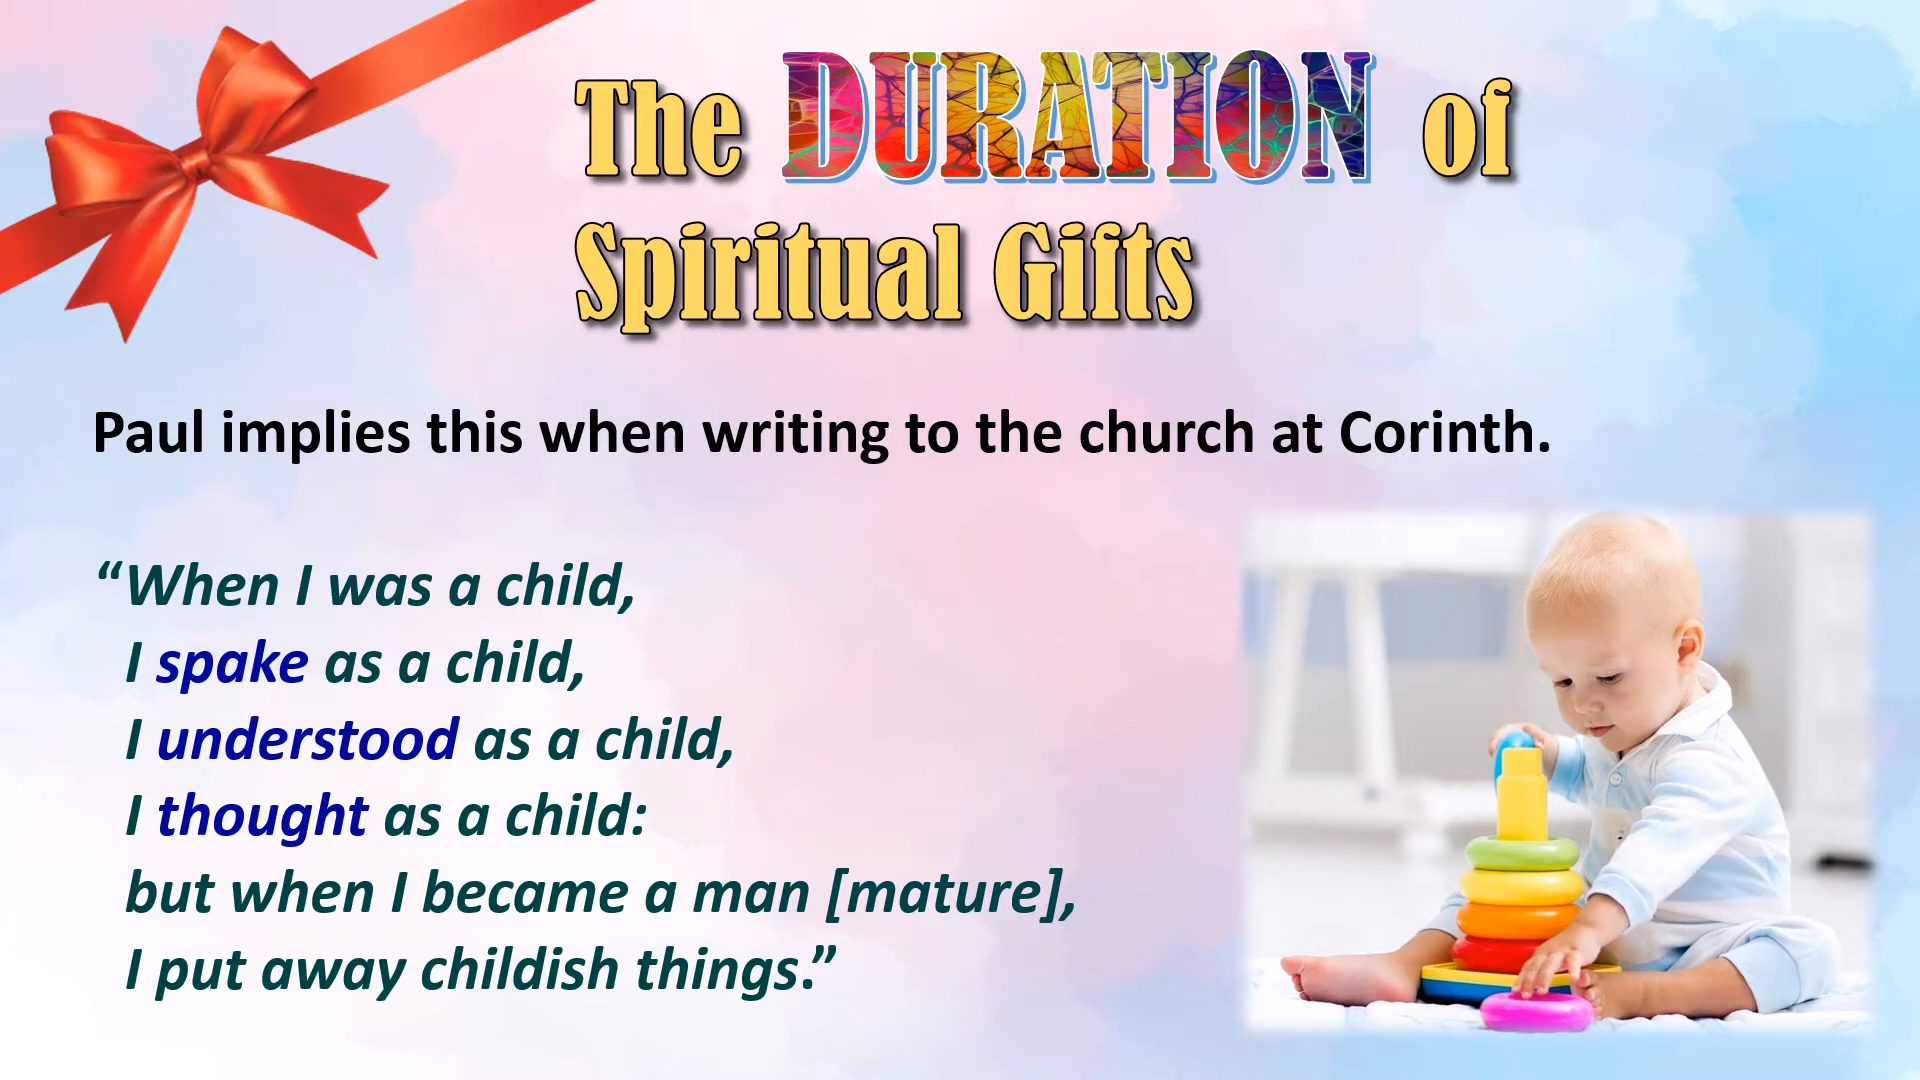 The DURATION of
Spiritual Gifts
Paul implies this when writing to the church at Corinth.
“When I was a child,
I spake as a child,
I understood as a child,
I thought as a child:
but when I became a man [mature],
I put away childish things.”